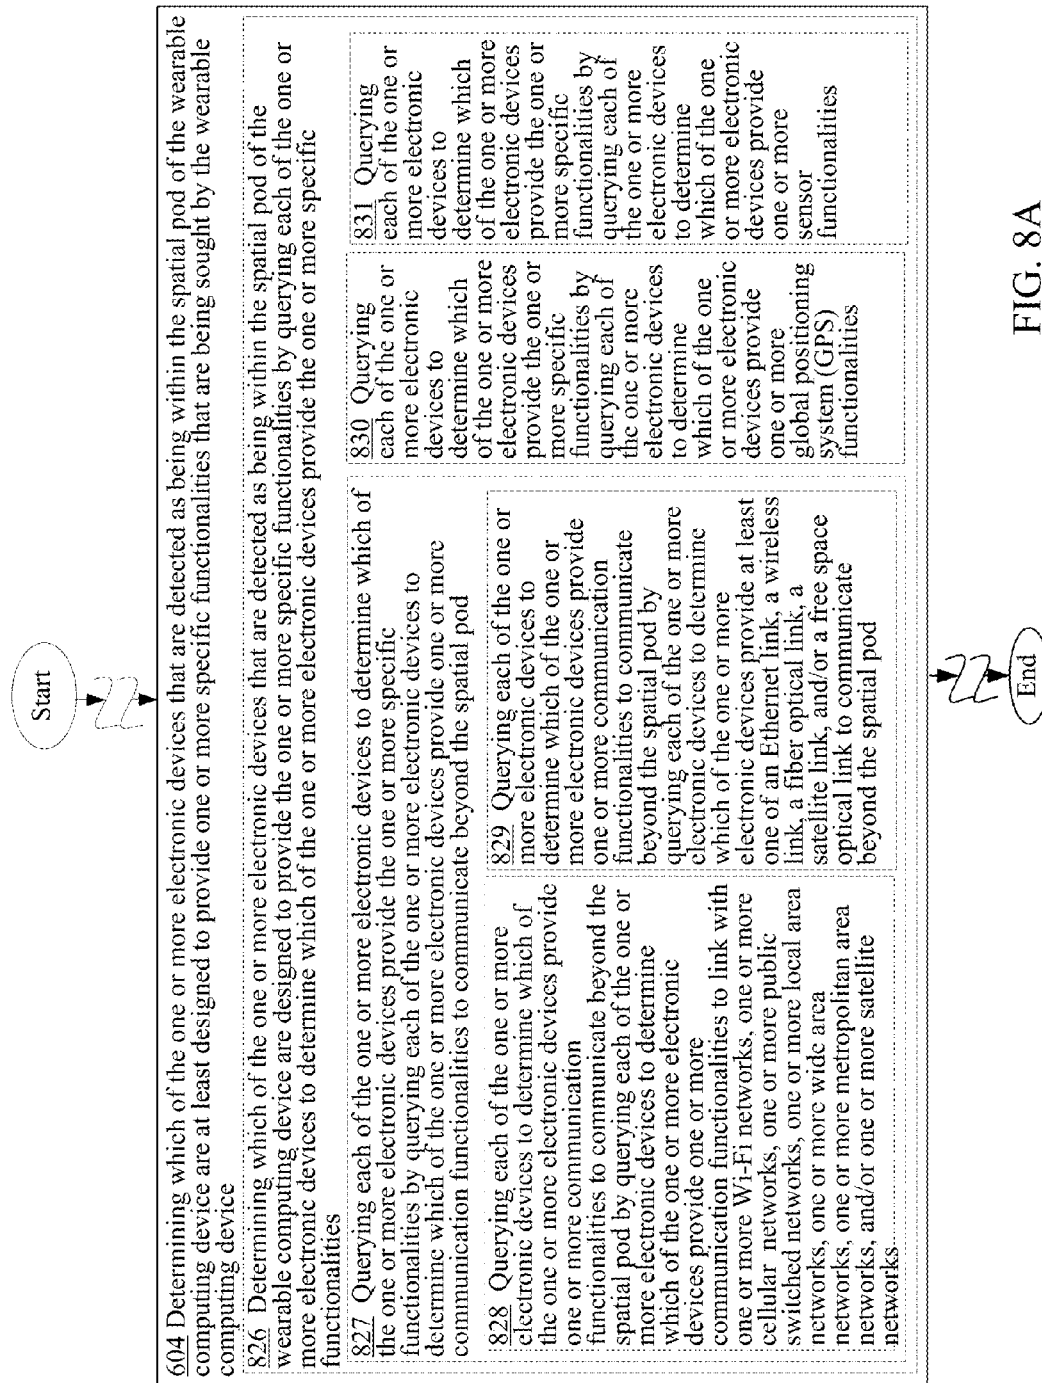 Start
604 Determining which of the one or more electronic devices that are detected as being within the spatial pod of the wearable
computing device are at least designed to provide one or more specific functionalities that are being sought by the wearable
computing device
826 Determining which of the one or more electronic devices that are detected as being within the spatial pod of the
wearable computing device are designed to provide the one or more specific functionalities by querying each of the one or
more electronic devices to determine which of the one or more electronic devices provide the one or more specific
functionalities
827 Querying each of the one or more electronic devices to determine which of
the one or more electronic devices provide the one or more specific
functionalities by querying each of the one or more electronic devices to
determine which of the one or more electronic devices provide one or more
communication functionalities to communicate beyond the spatial pod
828 Querying each of the one or more
electronic devices to determine which of
the one or more electronic devices provide
one or more communication
functionalities to communicate beyond the
spatial pod by querying each of the one or
more electronic devices to determine
which of the one or more electronic
devices provide one or more
communication functionalities to link with
one or more Wi-Fi networks, one or more
cellular networks, one or more public
switched networks, one or more local area
networks, one or more wide area
networks, one or more metropolitan area
networks, and/or one or more satellite
networks
829 Querying each of the one or
more electronic devices to
determine which of the one or
more electronic devices provide
one or more communication
functionalities to communicate
beyond the spatial pod by
querying each of the one or more
electronic devices to determine
which of the one or more
electronic devices provide at least
one of an Ethernet link, a wireless
link, a fiber optical link, a
satellite link, and/or a free space
optical link to communicate
beyond the spatial pod
830 Querying
each of the one or
more electronic
devices to
determine which
of the one or more
electronic devices
provide the one or
more specific
functionalities by
querying each of
the one or more
electronic devices
to determine
which of the one
or more electronic
devices provide
one or more
global positioning
system (GPS)
functionalities
831 Querying
each of the one or
more electronic
devices to
determine which
of the one or more
electronic devices
provide the one or
more specific
functionalities by
querying each of
the one or more
electronic devices
to determine
which of the one
or more electronic
devices provide
one or more
sensor
functionalities
End
FIG. 8A